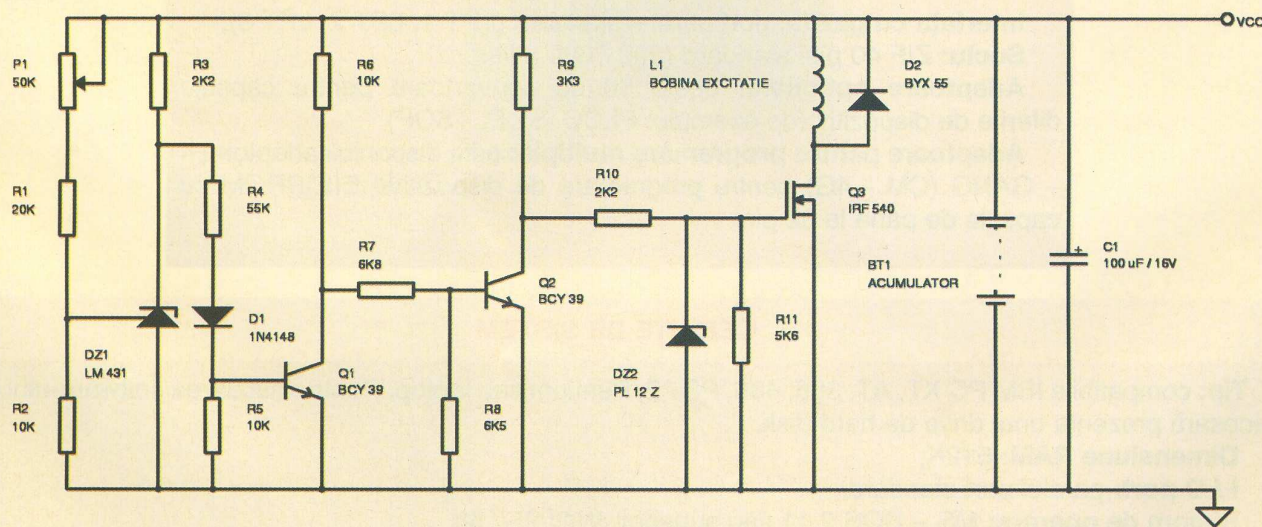 VCC
P1
50K
R3
2K2
R6
10K
R9
3K3
L1
BOBINA EXCITATIE
D2
BYX 55
R1
20K
R4
55K
R10
2K2
Q3
IRF 540
R7
6K8
Q2
BCY 39
BT1
ACUMULATOR
C1
100 uF / 16V
+
D1
1N4148
R11
5K6
DZ1
LM 431
Q1
BCY 39
DZ2
PL 12 Z
R2
10K
R5
10K
R8
6K5